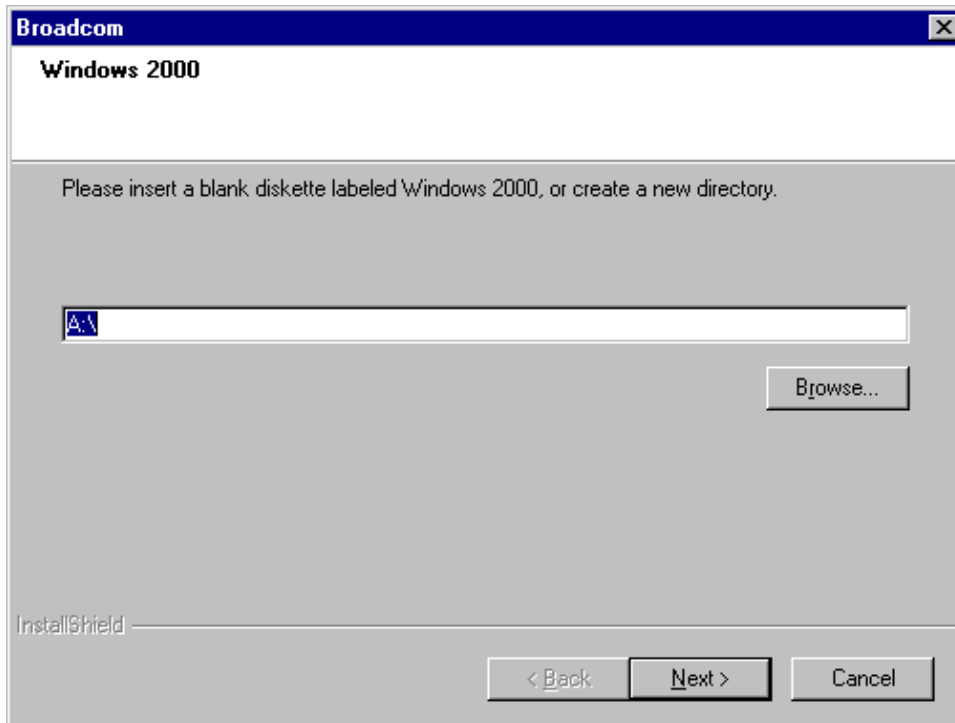 Broadcom
Windows 2000
Please insert a blank diskette labeled Windows 2000, or create a new directory.
A:\
Browse...
InstallShield
< Back
Next >
Cancel